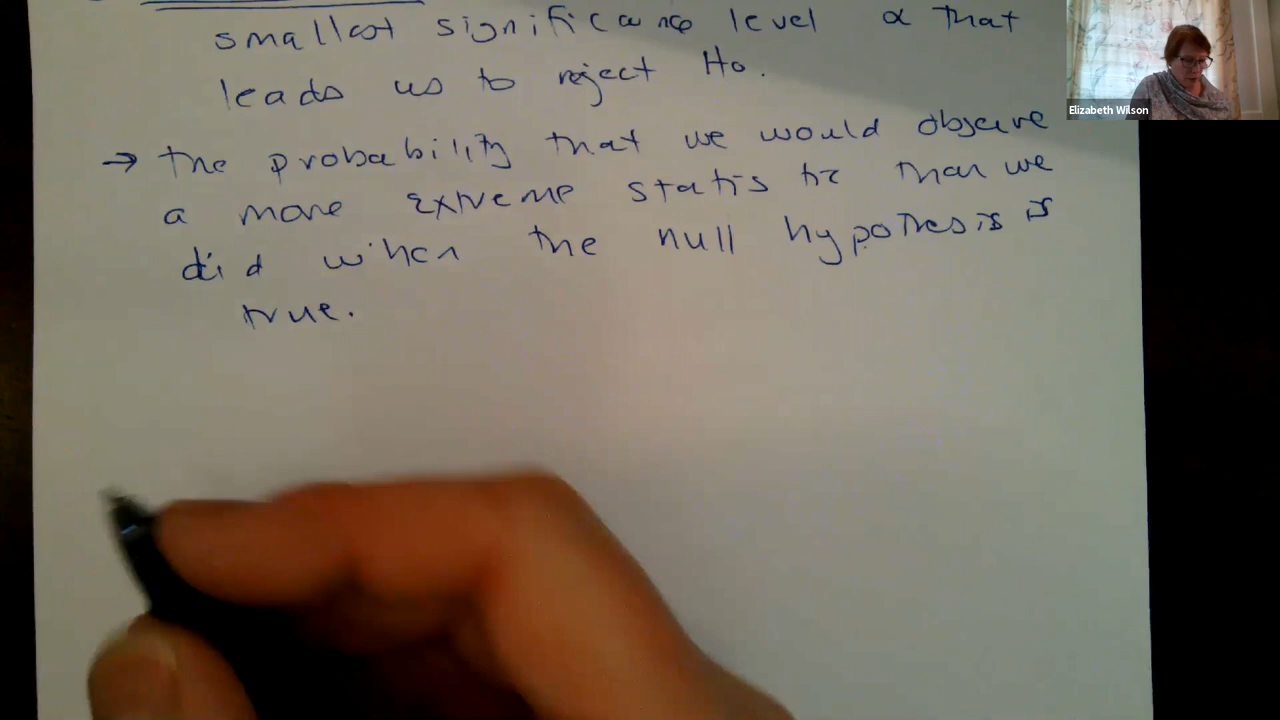 smallest significance level α that
leads us to reject H0.
→ The probability that we would observe
a more extreme statistic than we
did when the null hypothesis is
true.
Elizabeth Wilson